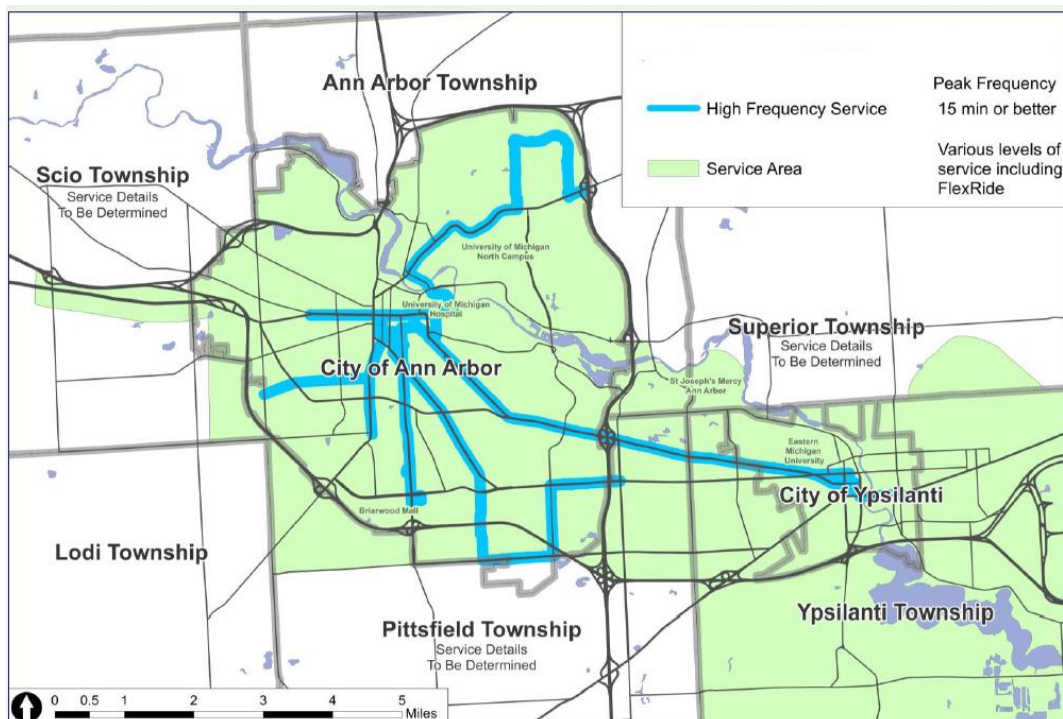 Ann Arbor Township
Peak Frequency
High Frequency Service
15 min or better
Service Area
Various levels of
service including
FlexRide
Scio Township
Service Details
To Be Determined
University of Michigan
North Campus
University of Michigan
Hospital
Superior Township
Service Details
To Be Determined
City of Ann Arbor
St Joseph's Mercy
Ann Arbor
Eastern
Michigan
University
City of Ypsilanti
Briarwood Mall
Lodi Township
Ypsilanti Township
Pittsfield Township
Service Details
To Be Determined
0 0.5 1 2 3 4 5
Miles